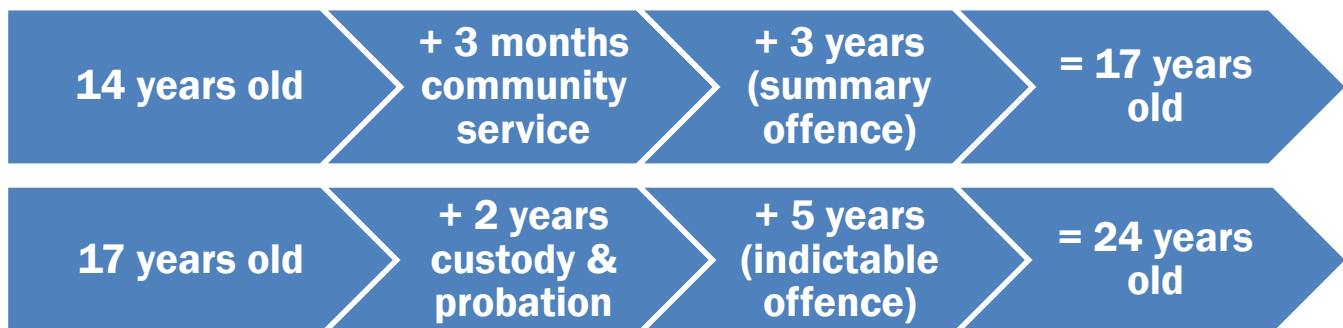 14 years old
+ 3 months
community
service
+ 3 years
(summary
offence)
= 17 years
old
17 years old
+ 2 years
custody &
probation
+ 5 years
(indictable
offence)
= 24 years
old